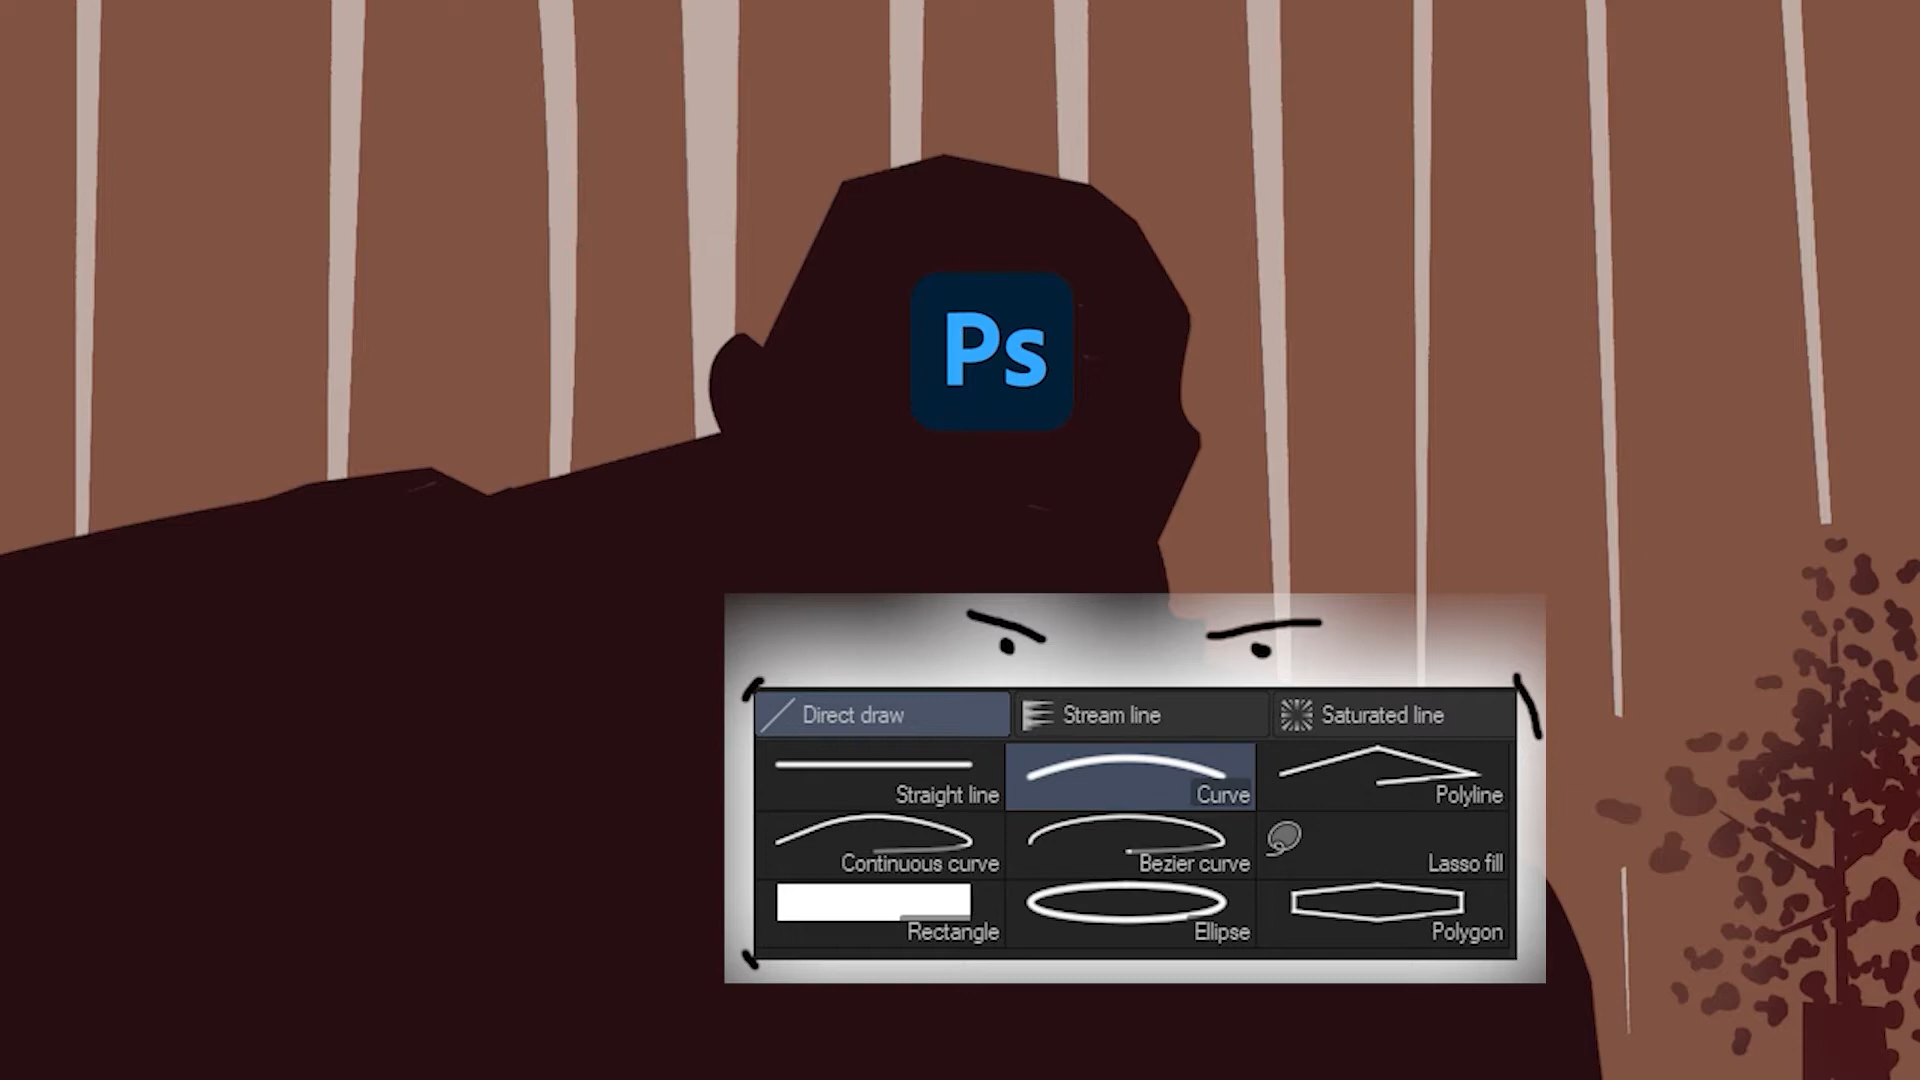 Ps
Direct draw Stream line Saturated line
Straight line Curve Polyline
Continuous curve Bezier curve Lasso fill
Rectangle Ellipse Polygon